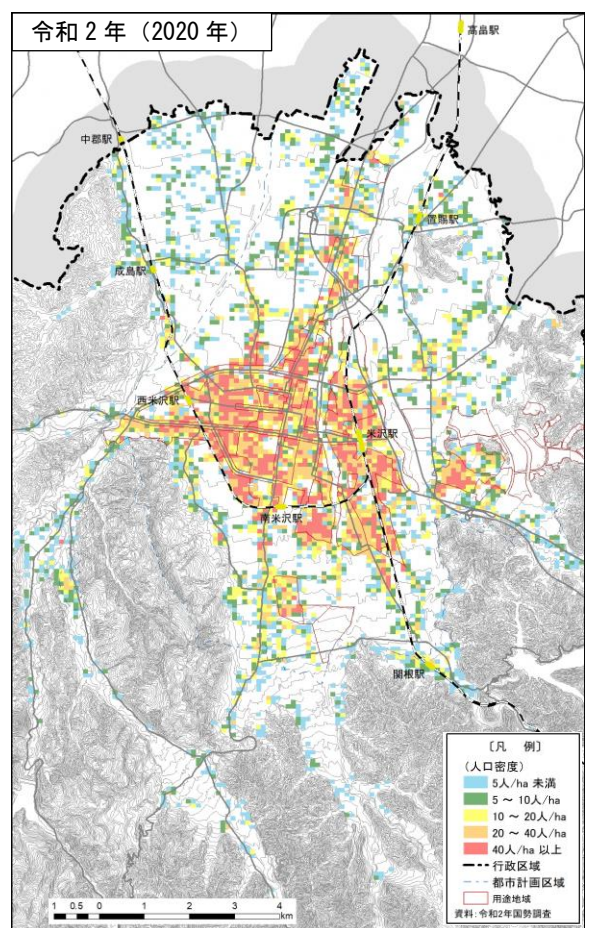 令和2年（2020年）
高畠駅
中郡駅
置賜駅
成島駅
西米沢駅
米沢駅
南米沢駅
関根駅
〔凡 例〕
(人口密度)
5人/ha 未満
5 ～ 10人/ha
10 ～ 20人/ha
20 ～ 40人/ha
40人/ha 以上
行政区域
都市計画区域
用途地域
資料:令和2年国勢調査
1 0.5 0 1 2 3 4
km